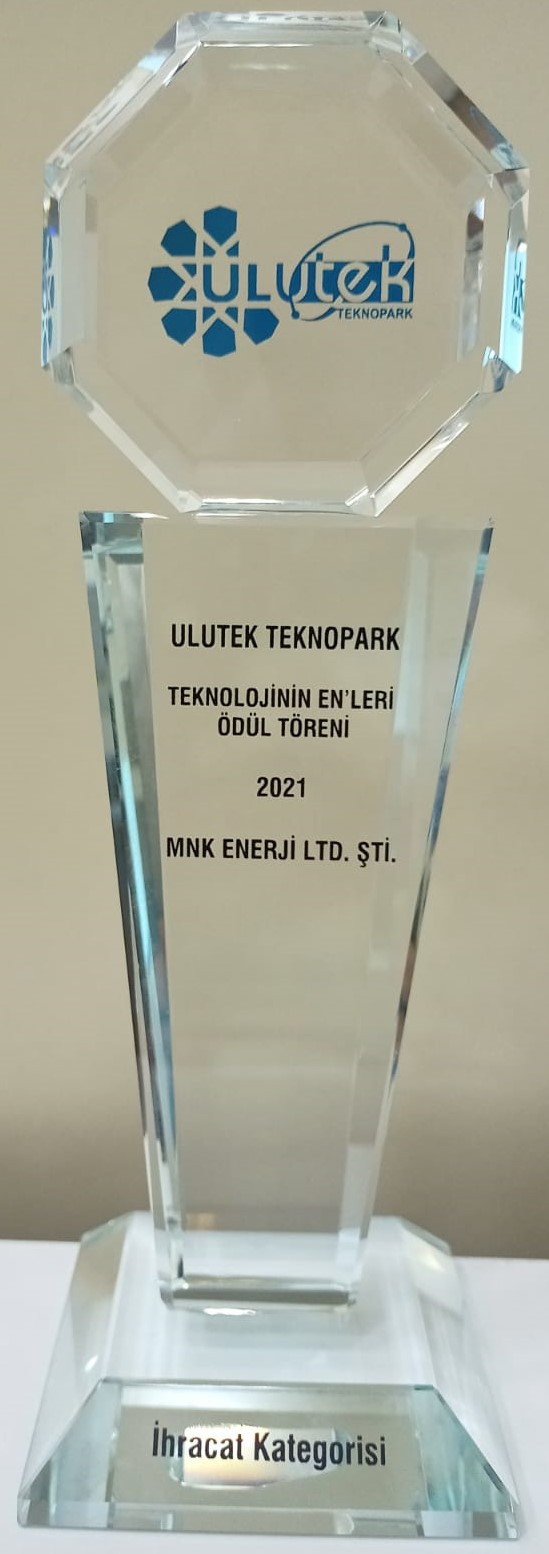 ULUtek
TEKNOPARK
ULUTEK TEKNOPARK
TEKNOLOJİNİN EN'LERİ
ÖDÜL TÖRENİ
2021
MNK ENERJİ LTD. ŞTİ.
İhracat Kategorisi